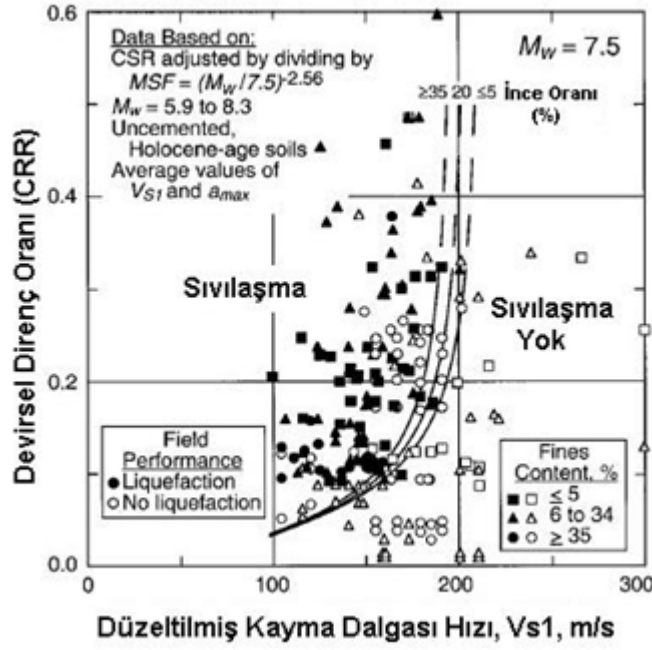 Data Based on:
CSR adjusted by dividing by
MSF = (Mw/7.5)-2.56
Mw = 5.9 to 8.3
Uncemented,
Holocene-age soils
Average values of
VS1 and amax
Mw = 7.5
≥35 20 ≤5 İnce Oranı
(%)
Sıvılaşma
Sıvılaşma
Yok
Field
Performance
● Liquefaction
○ No liquefaction
Fines
Content, %
■ □ ≤ 5
▲ △ 6 to 34
● ○ ≥ 35
0.6
0.4
0.2
0.0
0
100
200
300
Devirsel Direnç Oranı (CRR)
Düzeltilmiş Kayma Dalgası Hızı, Vs1, m/s